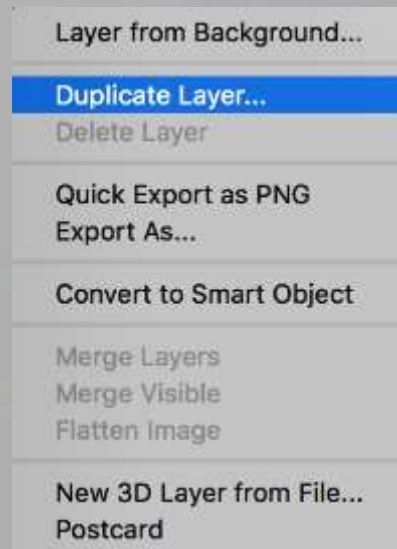 Layer from Background...
Duplicate Layer...
Delete Layer
Quick Export as PNG
Export As...
Convert to Smart Object
Merge Layers
Merge Visible
Flatten Image
New 3D Layer from File...
Postcard